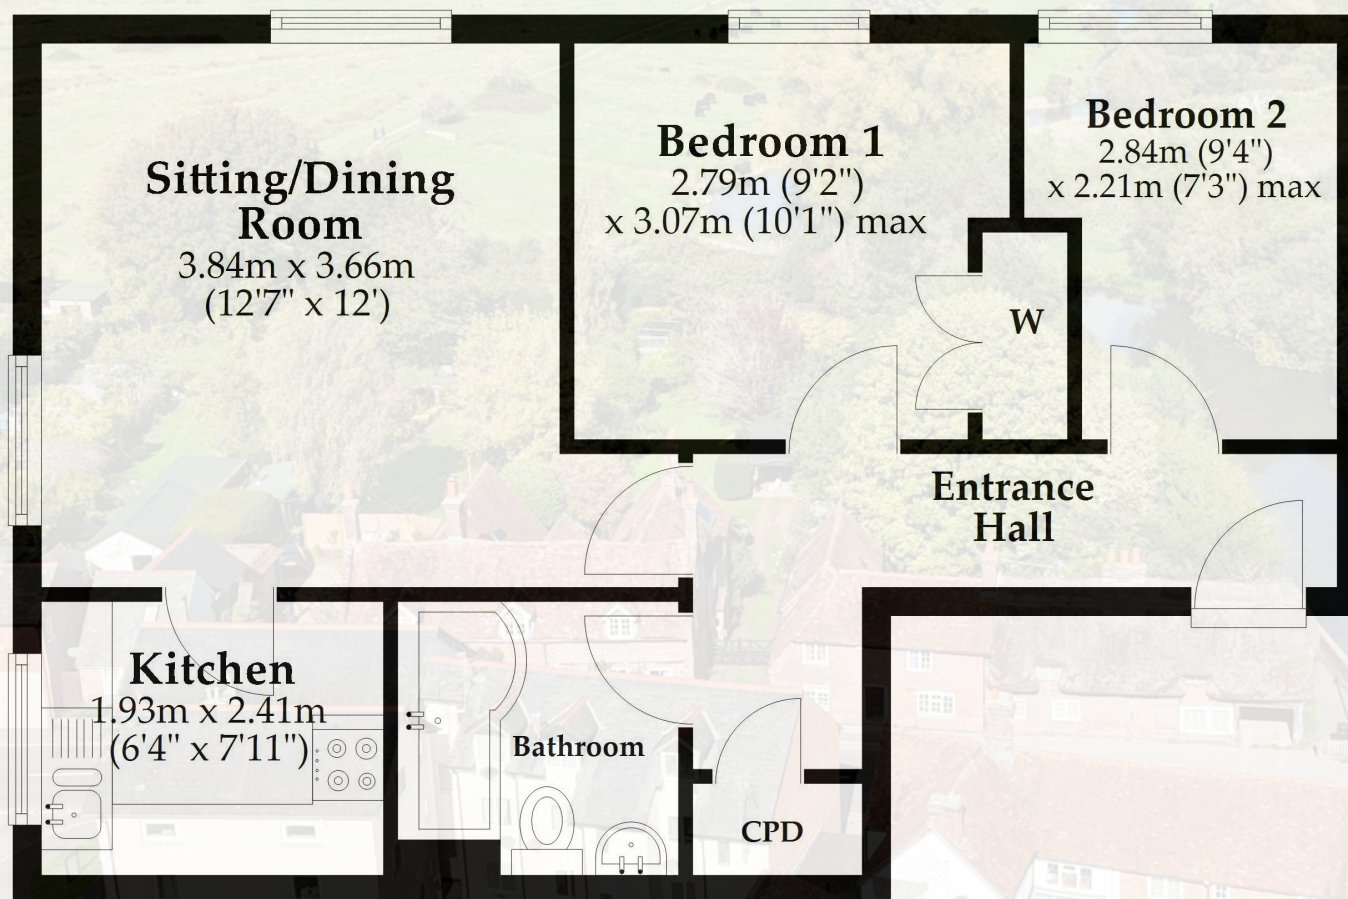 Sitting/Dining
Room
3.84m x 3.66m
(12'7" x 12')
Bedroom 1
2.79m (9'2")
x 3.07m (10'1") max
Bedroom 2
2.84m (9'4")
x 2.21m (7'3") max
W
Entrance
Hall
Kitchen
1.93m x 2.41m
(6'4" x 7'11")
Bathroom
CPD